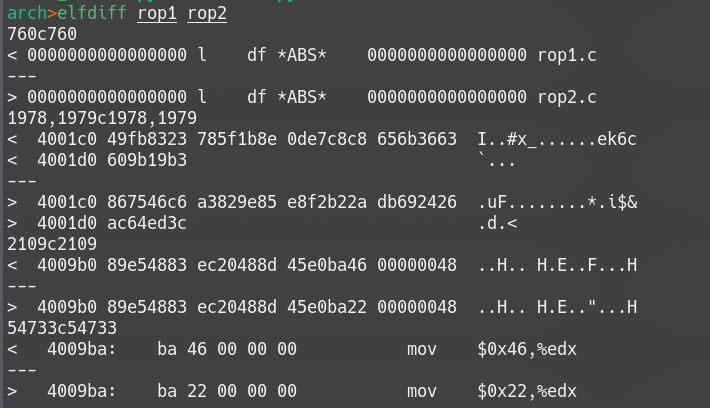 arch>elfdiff rop1 rop2
760c760
< 0000000000000000 l    df *ABS*    0000000000000000 rop1.c
---
> 0000000000000000 l    df *ABS*    0000000000000000 rop2.c
1978,1979c1978,1979
<  4001c0 49fb8323 785f1b8e 0de7c8c8 656b3663  I..#x_......ek6c
<  4001d0 609b19b3                             `...
---
>  4001c0 867546c6 a3829e85 e8f2b22a db692426  .uF........*.i$&
>  4001d0 ac64ed3c                             .d.<
2109c2109
<  4009b0 89e54883 ec20488d 45e0ba46 00000048  ..H.. H.E..F...H
---
>  4009b0 89e54883 ec20488d 45e0ba22 00000048  ..H.. H.E.."...H
54733c54733
<   4009ba:    ba 46 00 00 00           mov    $0x46,%edx
---
>   4009ba:    ba 22 00 00 00           mov    $0x22,%edx